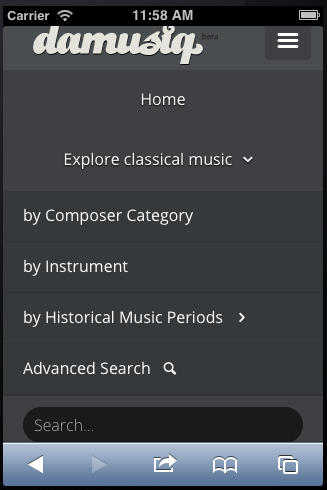 Carrier 11:58 AM
damusiq beta
Home
Explore classical music
by Composer Category
by Instrument
by Historical Music Periods
Advanced Search
Search...